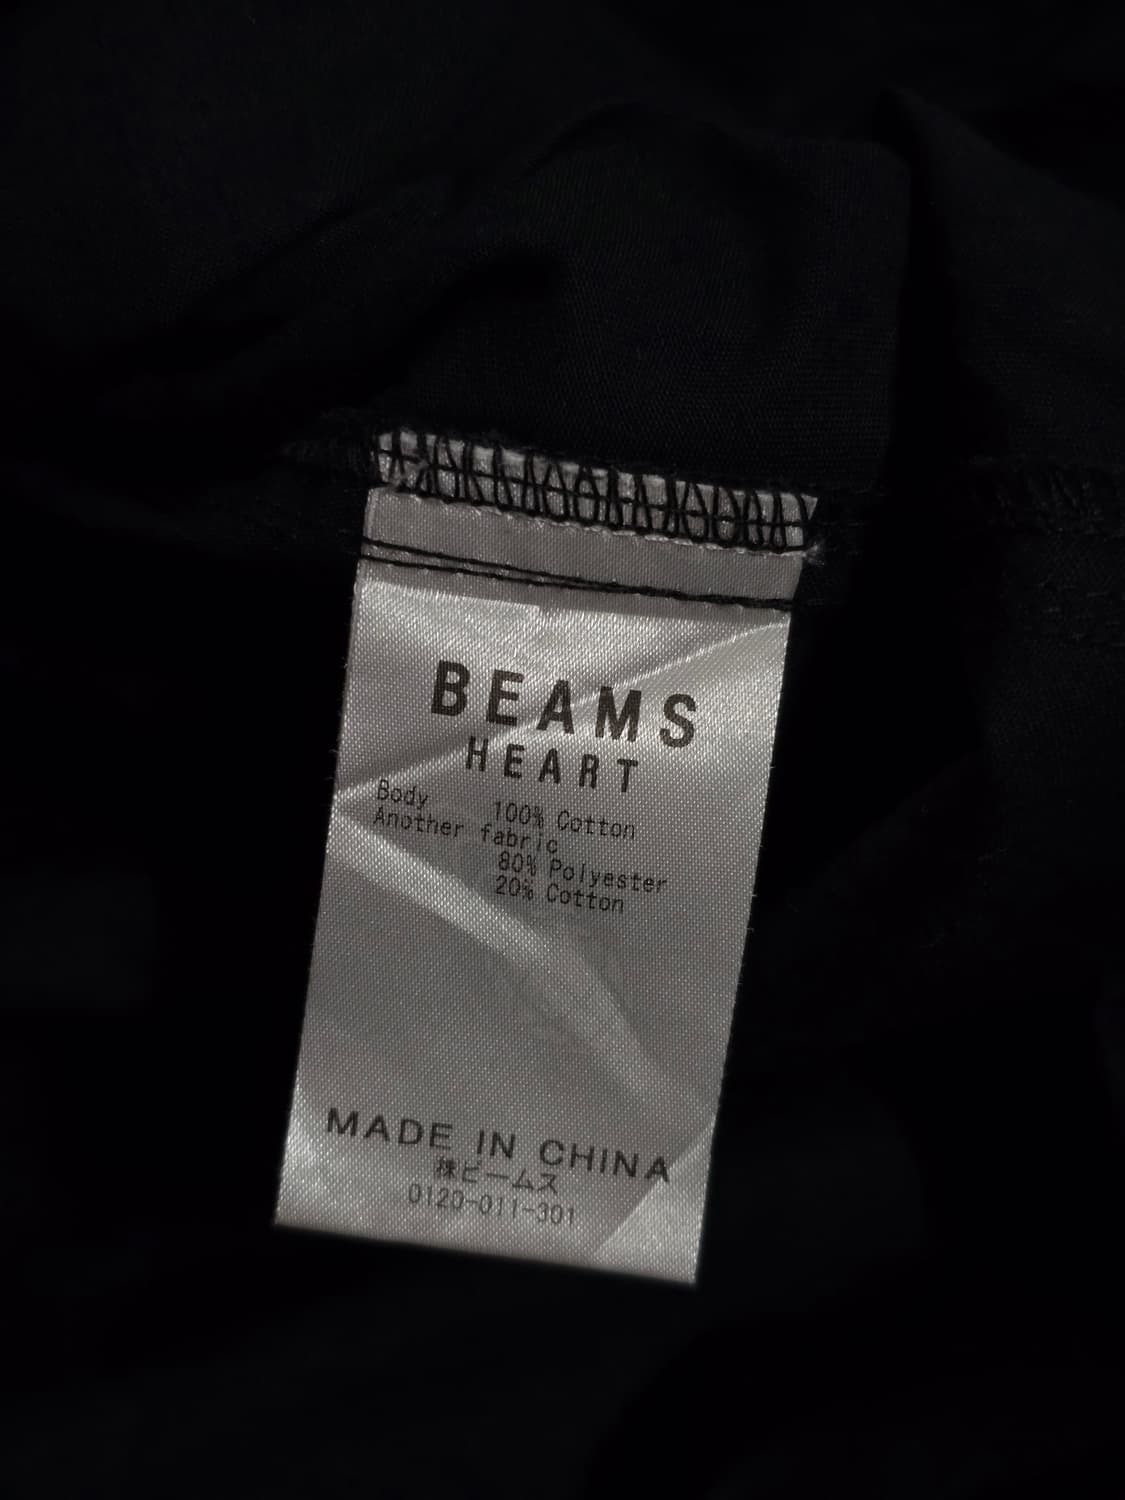 BEAMS
HEART
Body 100% Cotton
Another fabric
80% Polyester
20% Cotton
MADE IN CHINA
㈱ビームス
0120-011-301